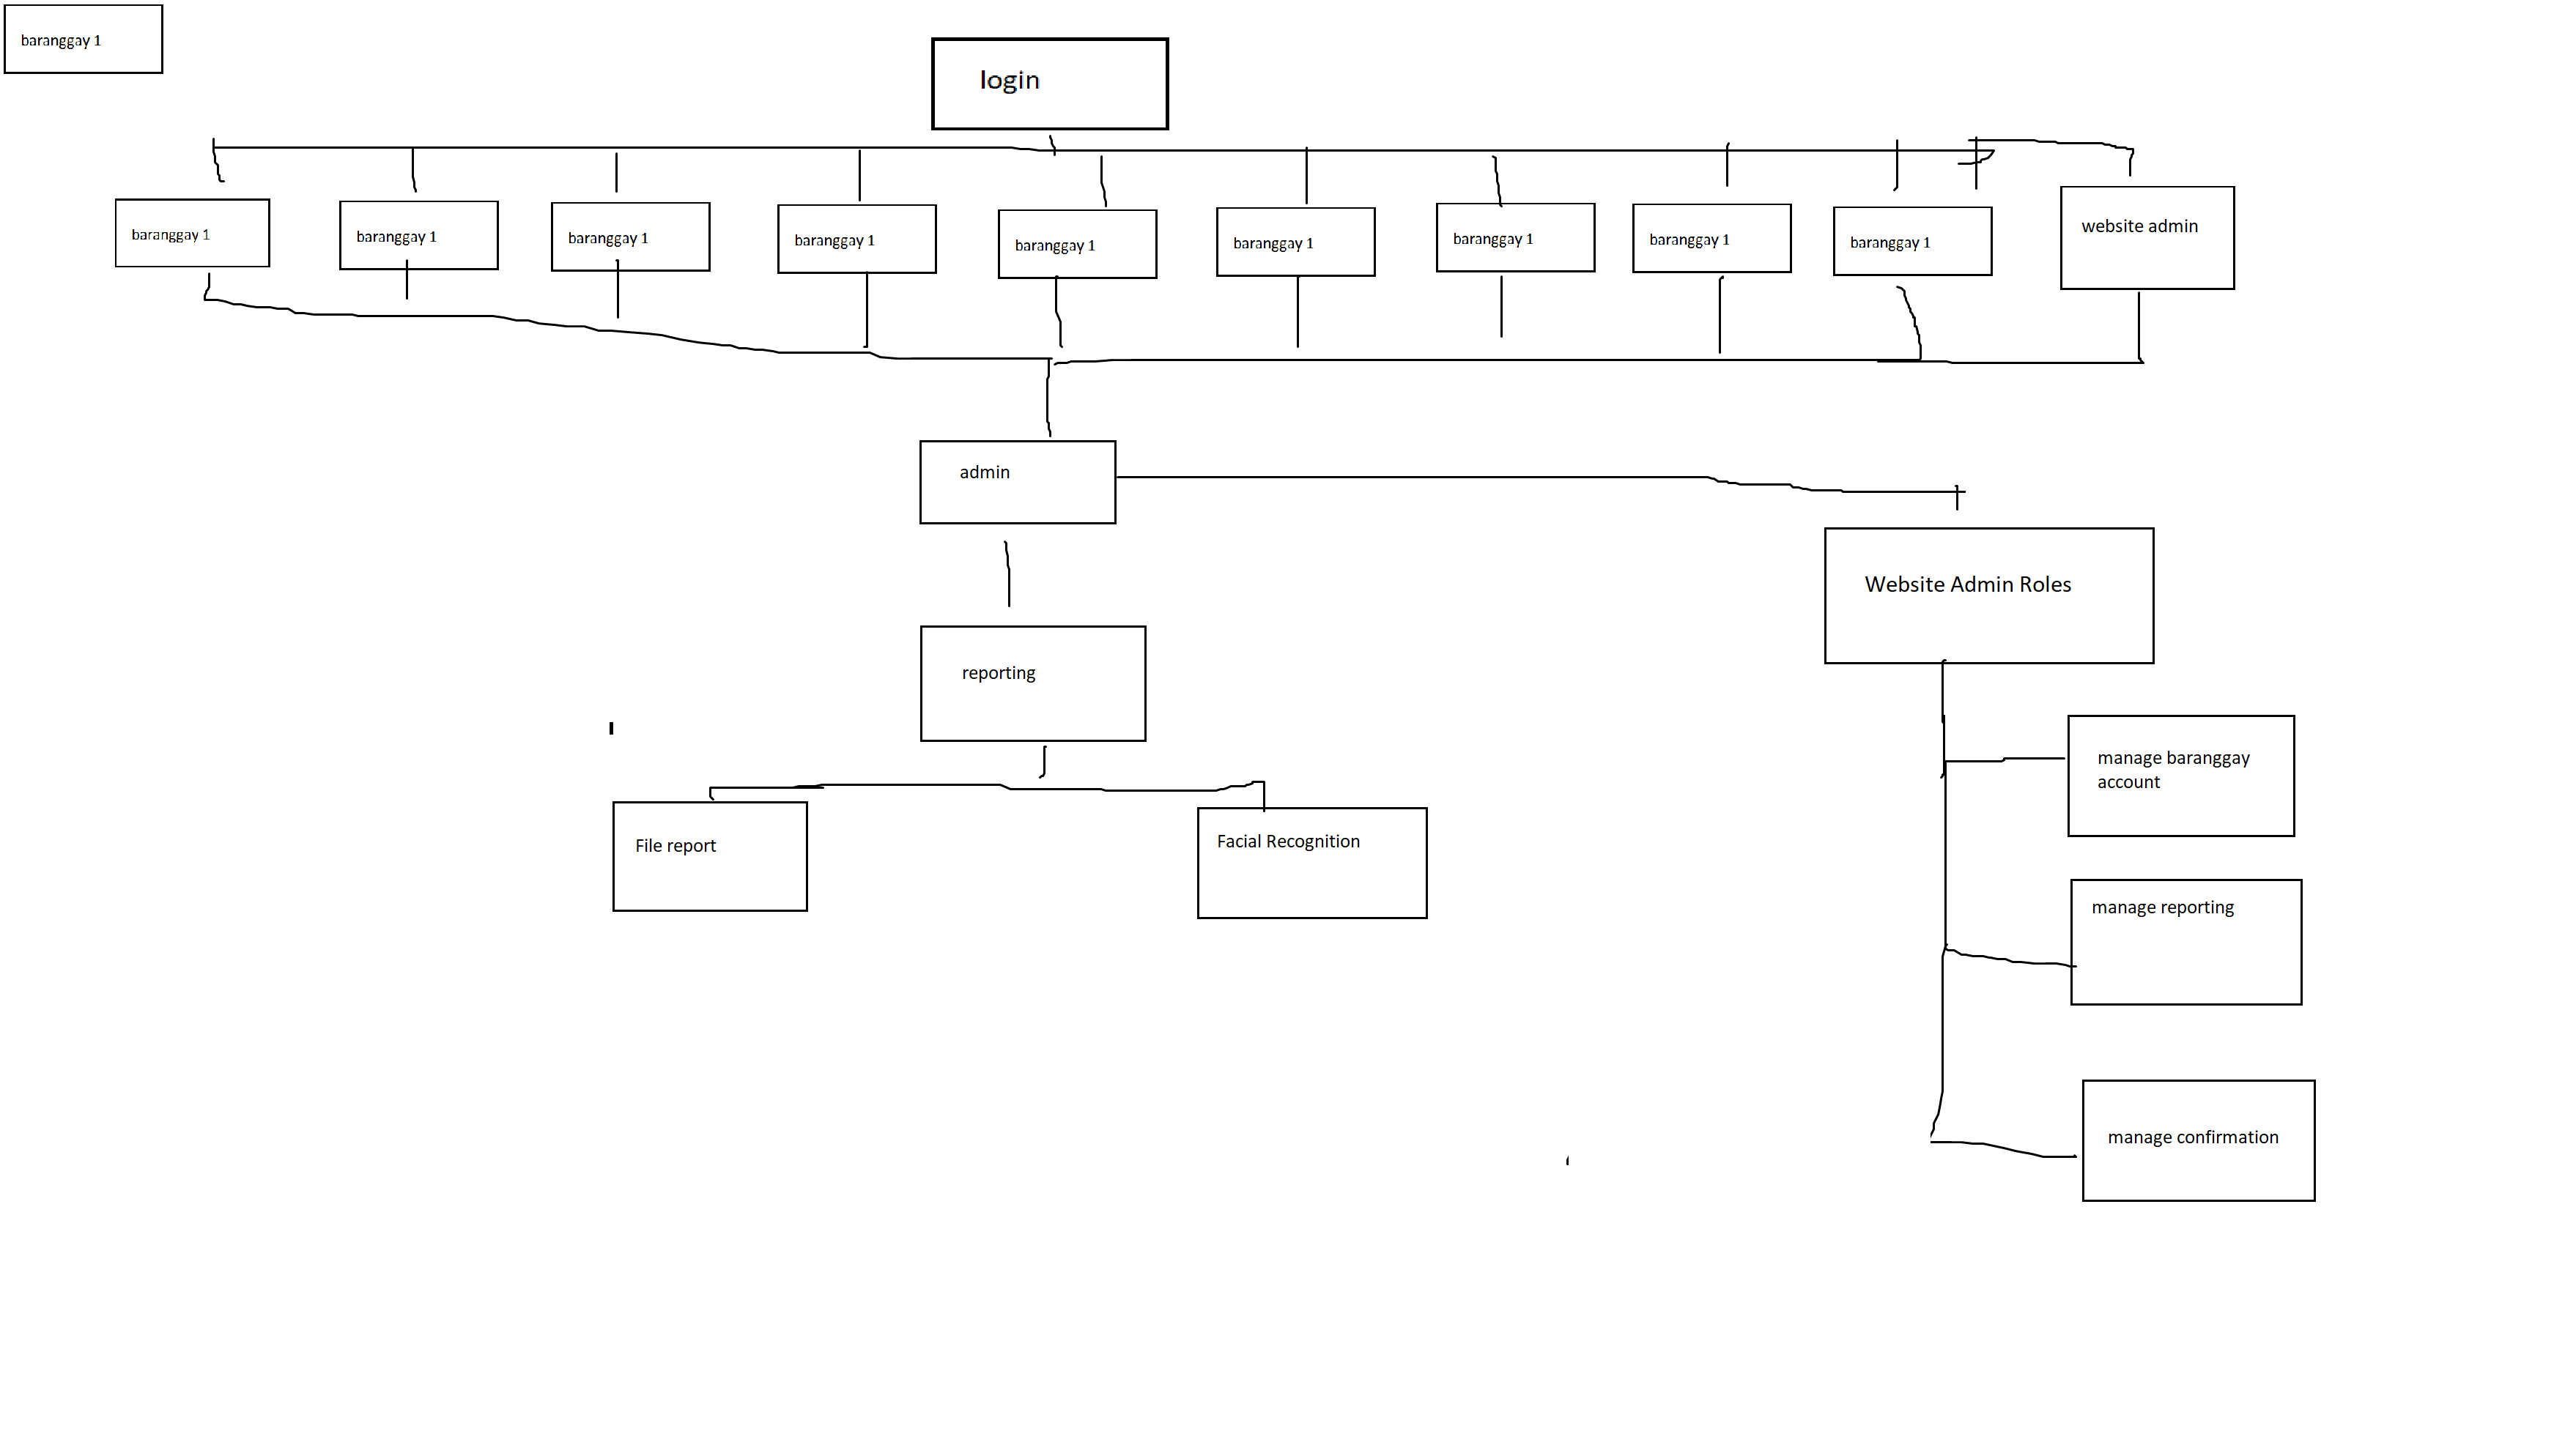 baranggay 1
login
baranggay 1
baranggay 1
baranggay 1
baranggay 1
baranggay 1
baranggay 1
baranggay 1
baranggay 1
baranggay 1
website admin
admin
Website Admin Roles
reporting
manage baranggay
account
File report
Facial Recognition
manage reporting
manage confirmation